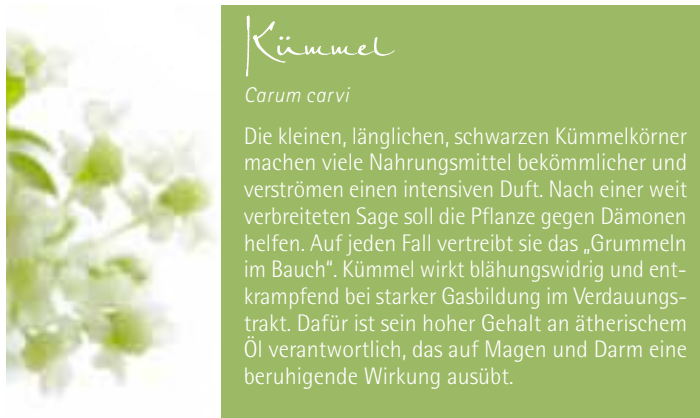 Kümmel
Carum carvi
Die kleinen, länglichen, schwarzen Kümmelkörner
machen viele Nahrungsmittel bekömmlicher und
verströmen einen intensiven Duft. Nach einer weit
verbreiteten Sage soll die Pflanze gegen Dämonen
helfen. Auf jeden Fall vertreibt sie das „Grummeln
im Bauch“. Kümmel wirkt blähungswidrig und ent-
krampfend bei starker Gasbildung im Verdauungs-
trakt. Dafür ist sein hoher Gehalt an ätherischem
Öl verantwortlich, das auf Magen und Darm eine
beruhigende Wirkung ausübt.